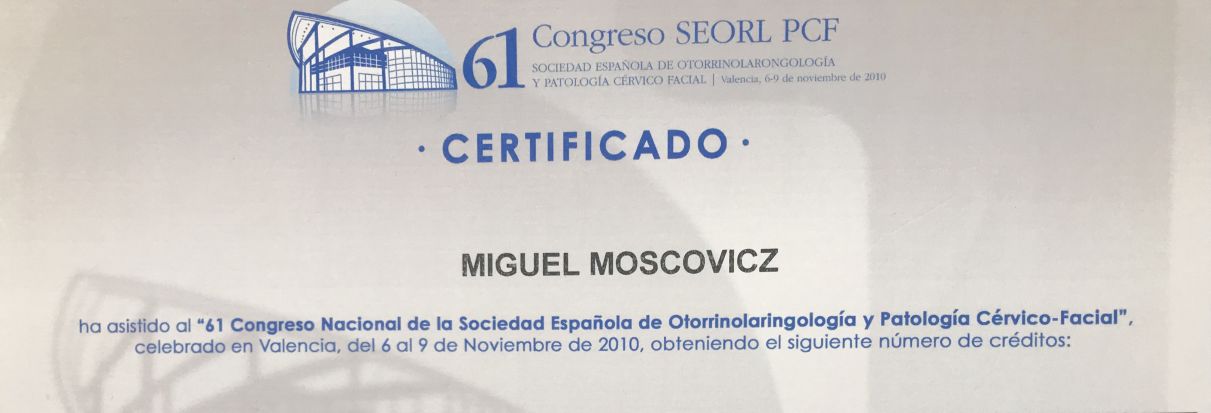 61 Congreso SEORL PCF
SOCIEDAD ESPAÑOLA DE OTORRINOLARONGOLOGÍA
Y PATOLOGÍA CÉRVICO FACIAL | Valencia, 6-9 de noviembre de 2010
· CERTIFICADO ·
MIGUEL MOSCOVICZ
ha asistido al "61 Congreso Nacional de la Sociedad Española de Otorrinolaringología y Patología Cérvico-Facial",
celebrado en Valencia, del 6 al 9 de Noviembre de 2010, obteniendo el siguiente número de créditos: